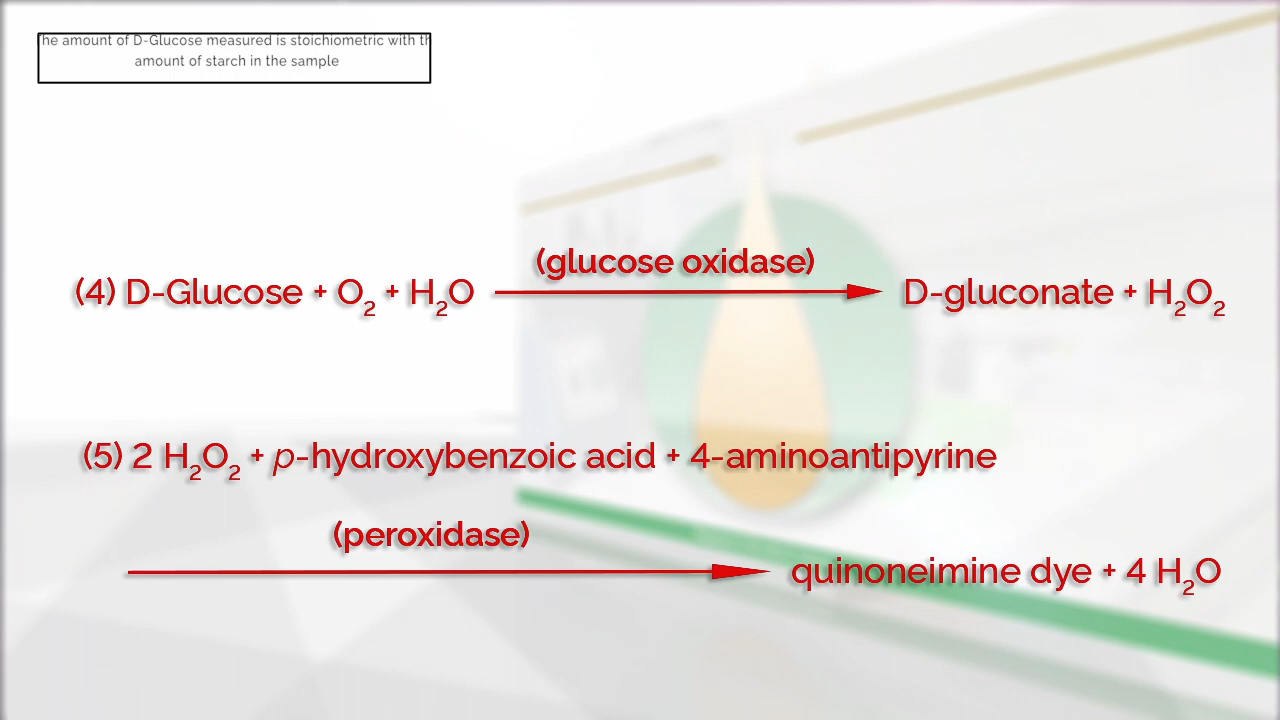 he amount of D-Glucose measured is stoichiometric with th
amount of starch in the sample
(glucose oxidase)
(4) D-Glucose + O₂ + H₂O D-gluconate + H₂O₂
(5) 2 H₂O₂ + p-hydroxybenzoic acid + 4-aminoantipyrine
(peroxidase)
quinoneimine dye + 4 H₂O